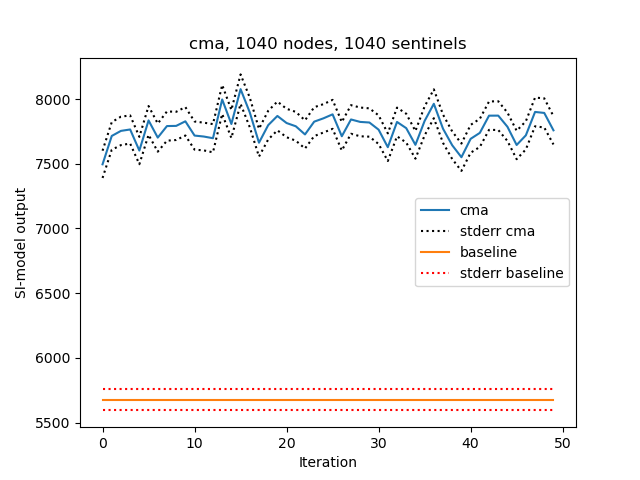 cma, 1040 nodes, 1040 sentinels
SI-model output
8000
7500
7000
6500
6000
5500
cma
stderr cma
baseline
stderr baseline
0 10 20 30 40 50
Iteration